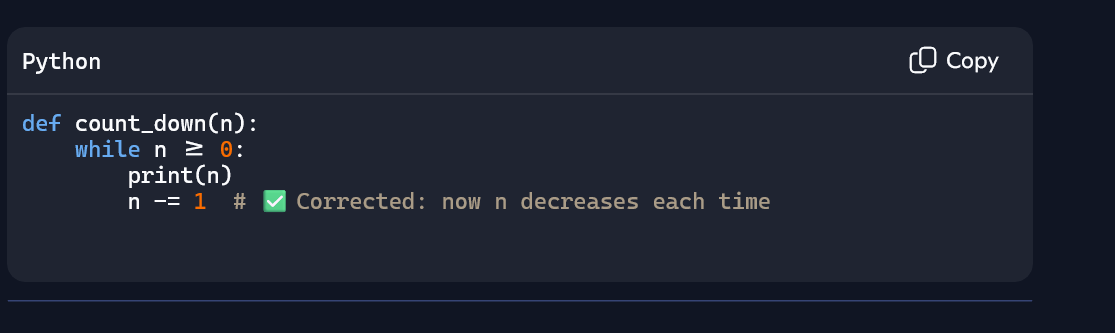 Python
Copy
def count_down(n):
    while n ≥ 0:
        print(n)
        n -= 1  # ✅ Corrected: now n decreases each time